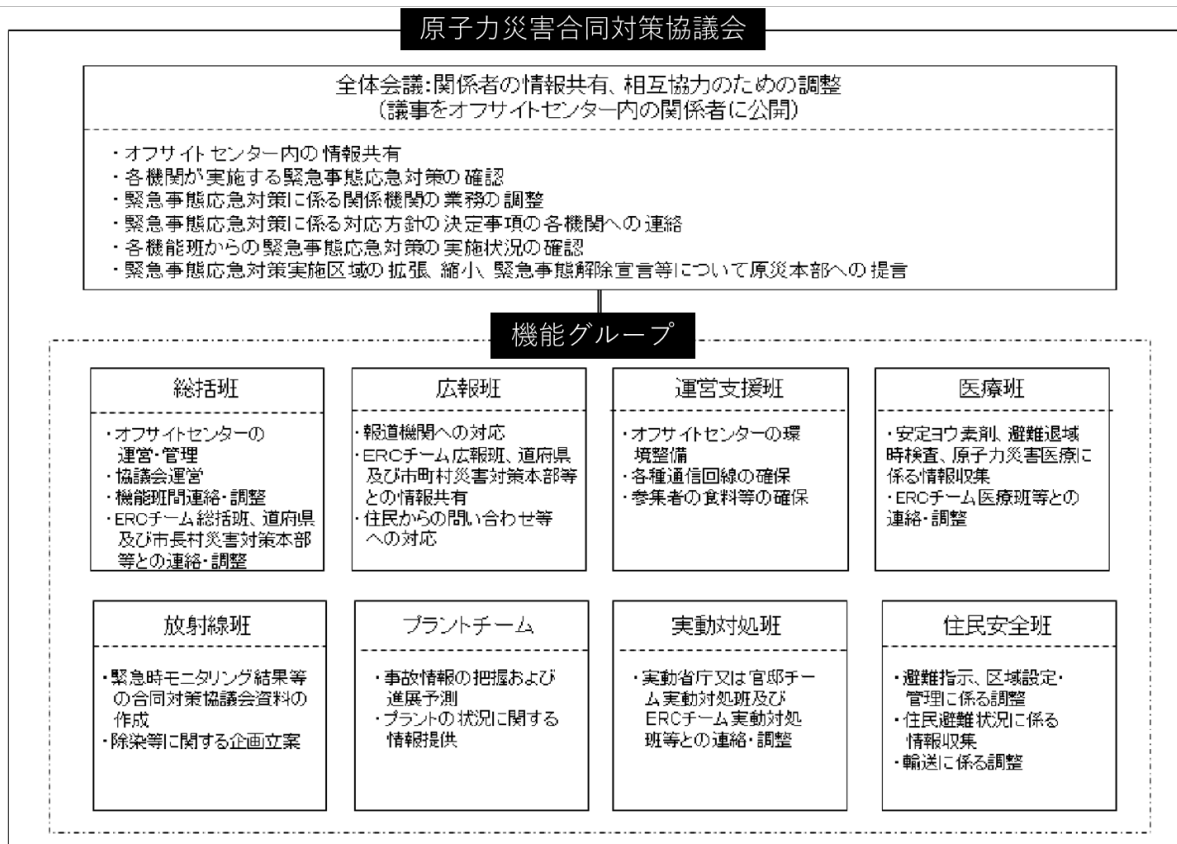 原子力災害合同対策協議会
全体会議:関係者の情報共有、相互協力のための調整
(議事をオフサイトセンター内の関係者に公開)
・オフサイトセンター内の情報共有
・各機関が実施する緊急事態応急対策の確認
・緊急事態応急対策に係る関係機関の業務の調整
・緊急事態応急対策に係る対応方針の決定事項の各機関への連絡
・各機能班からの緊急事態応急対策の実施状況の確認
・緊急事態応急対策実施区域の拡張、縮小、緊急事態解除宣言等について原災本部への提言
機能グループ
総括班
・オフサイトセンターの
運営・管理
・協議会運営
・機能班間連絡・調整
・ERCチーム総括班、道府県
及び市長村災害対策本部
等との連絡・調整
広報班
・報道機関への対応
・ERCチーム広報班、道府県
及び市町村災害対策本部等
との情報共有
・住民からの問い合わせ等
への対応
運営支援班
・オフサイトセンターの環
境整備
・各種通信回線の確保
・参集者の食料等の確保
医療班
・安定ヨウ素剤、避難退域
時検査、原子力災害医療に
係る情報収集
・ERCチーム医療班等との
連絡・調整
放射線班
・緊急時モニタリング結果等
の合同対策協議会資料の
作成
・除染等に関する企画立案
プラントチーム
・事故情報の把握および
進展予測
・プラントの状況に関する
情報提供
実動対処班
・実動省庁又は官邸チー
ム実動対処班及び
ERCチーム実動対処
班等との連絡・調整
住民安全班
・避難指示、区域設定・
管理に係る調整
・住民避難状況に係る
情報収集
・輸送に係る調整